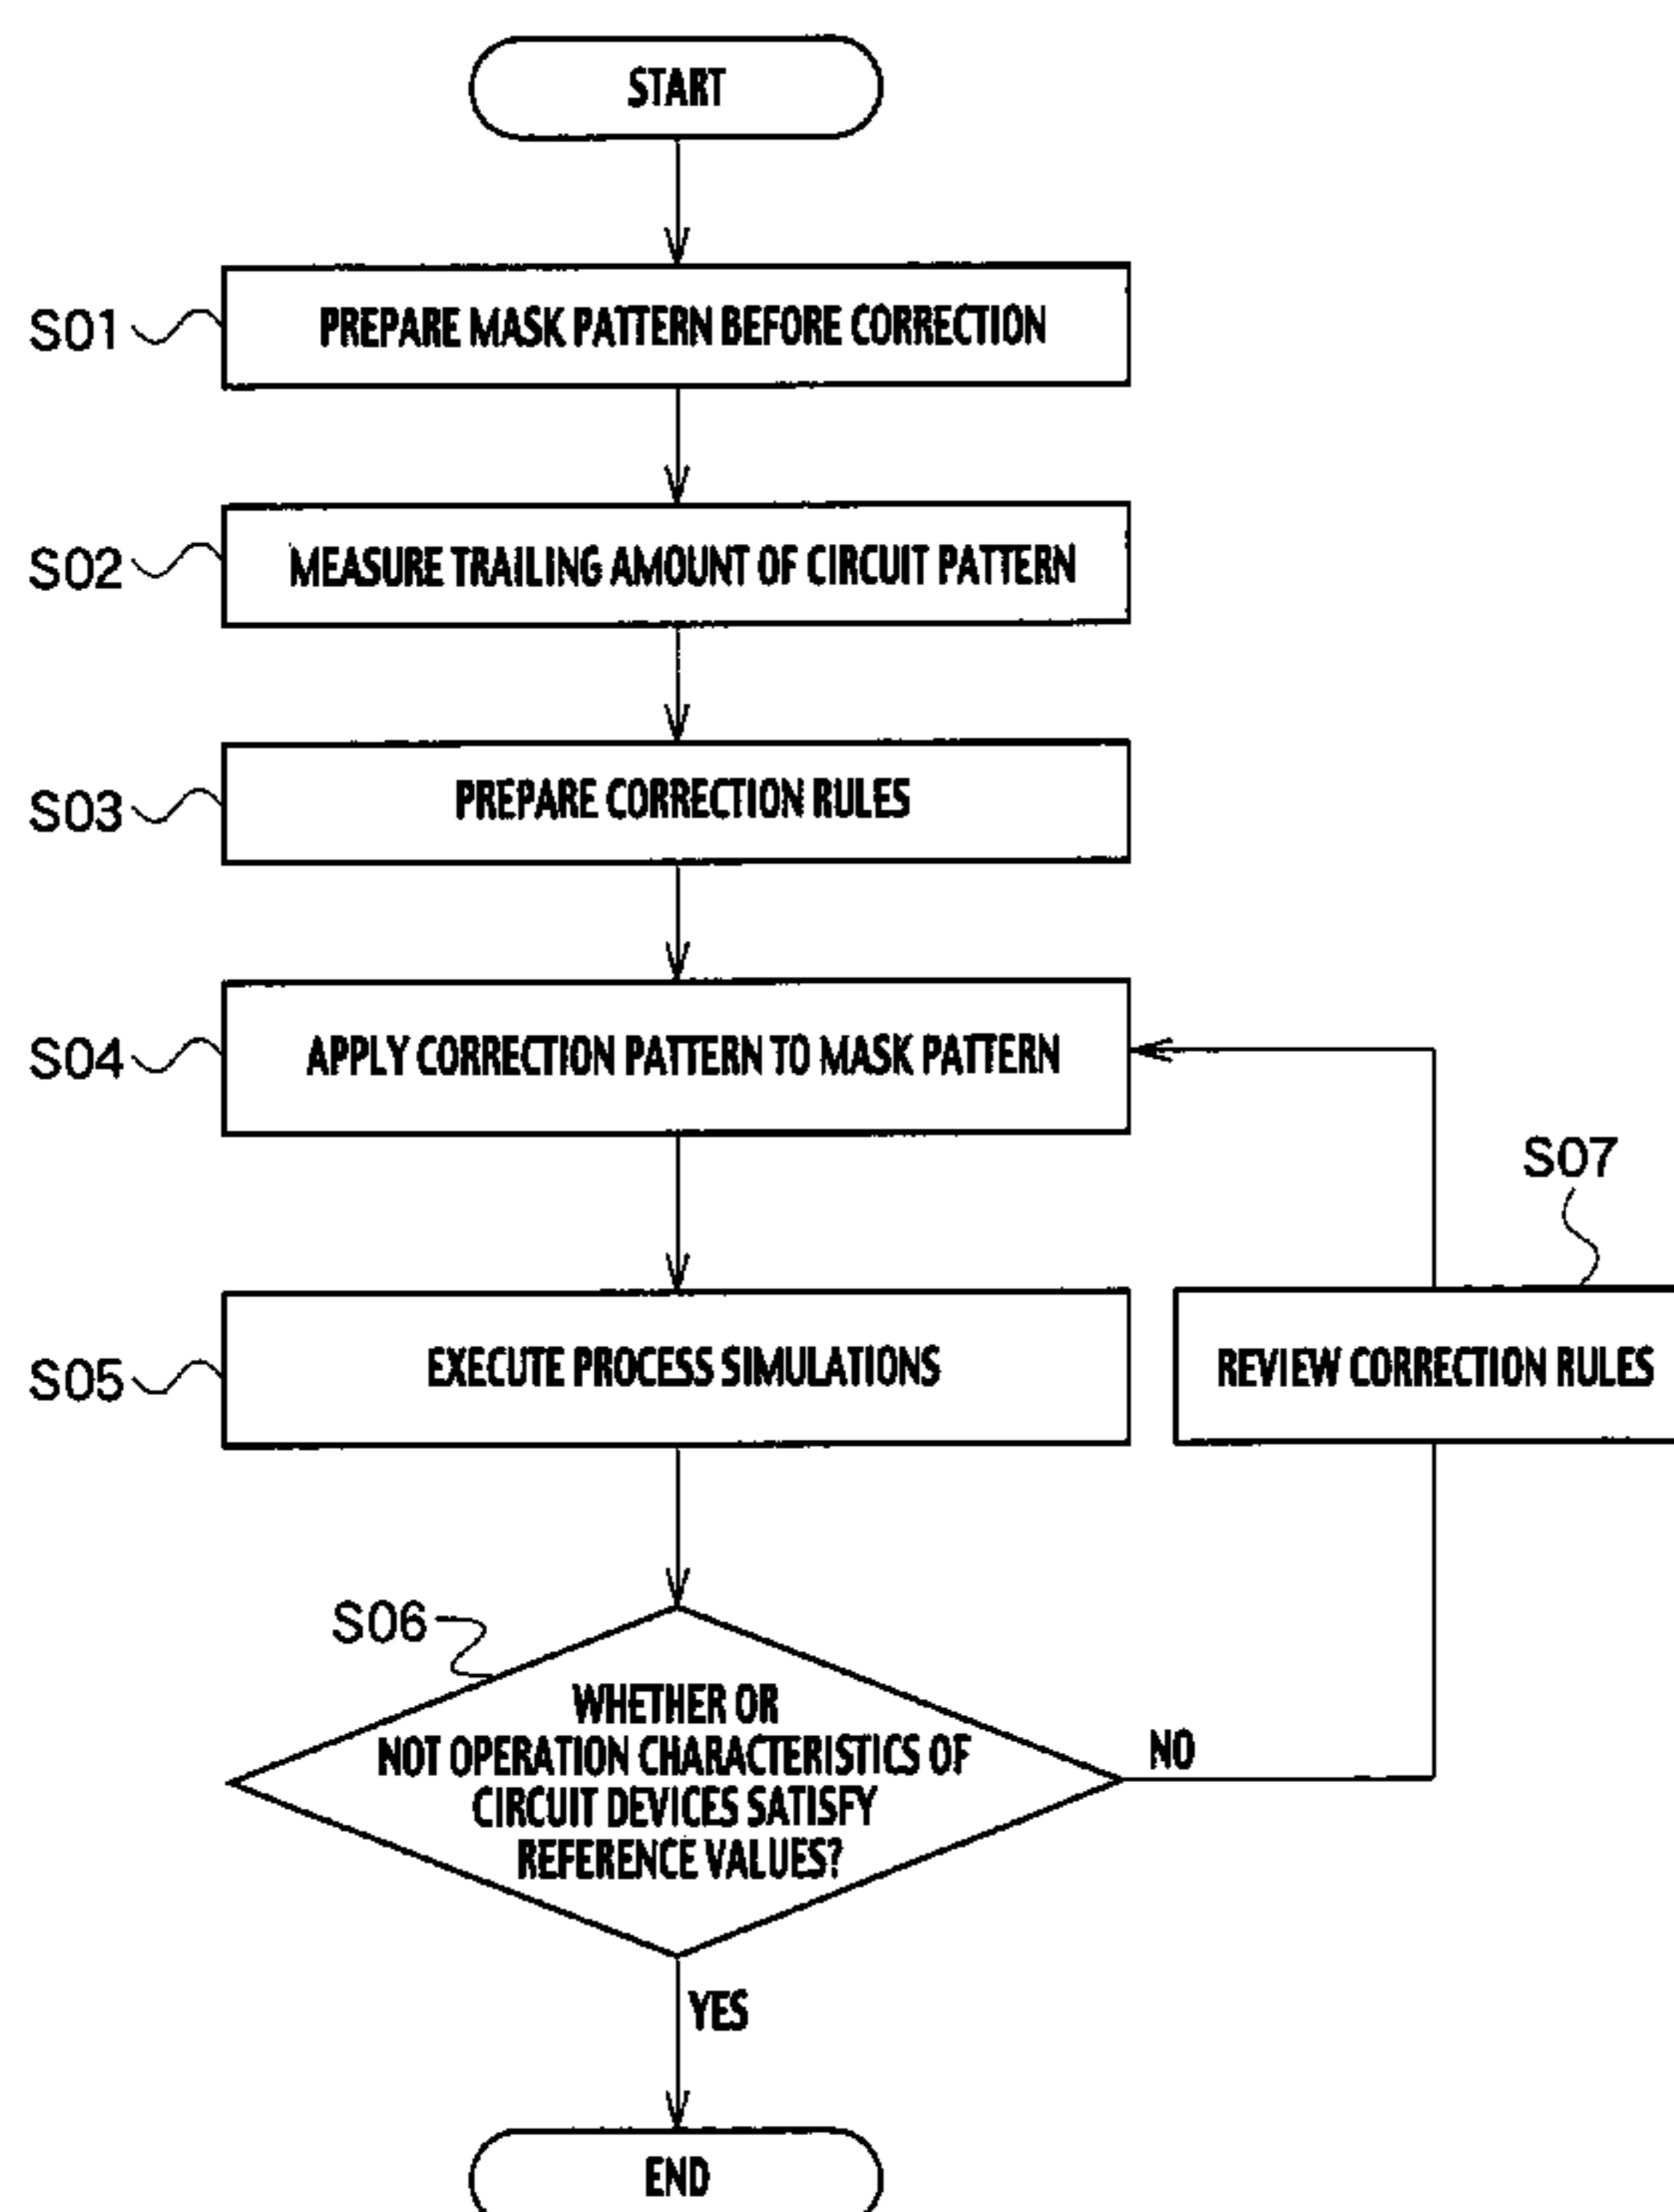 START
S01
PREPARE MASK PATTERN BEFORE CORRECTION
S02
MEASURE TRAILING AMOUNT OF CIRCUIT PATTERN
S03
PREPARE CORRECTION RULES
S04
APPLY CORRECTION PATTERN TO MASK PATTERN
S07
S05
EXECUTE PROCESS SIMULATIONS
REVIEW CORRECTION RULES
S06
WHETHER OR
NOT OPERATION CHARACTERISTICS OF
CIRCUIT DEVICES SATISFY
REFERENCE VALUES?
NO
YES
END